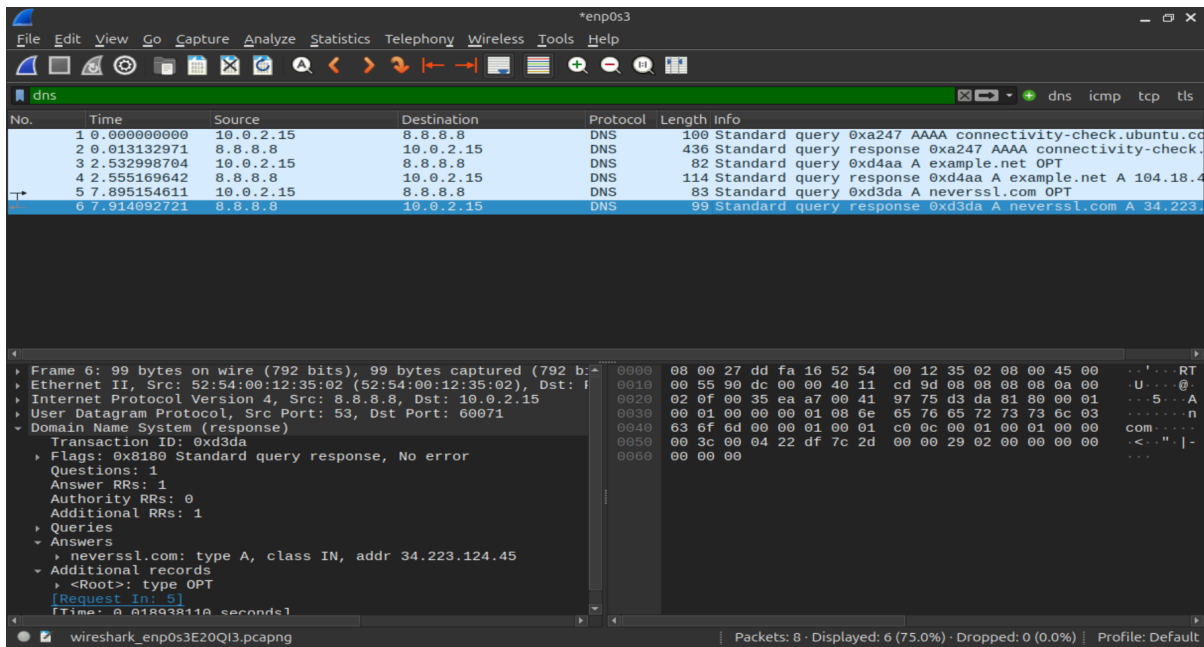 *enp0s3
File Edit View Go Capture Analyze Statistics Telephony Wireless Tools Help
dns
dns icmp tcp tls
No. Time Source Destination Protocol Length Info
1 0.000000000 10.0.2.15 8.8.8.8 DNS 100 Standard query 0xa247 AAAA connectivity-check.ubuntu.co
2 0.013132971 8.8.8.8 10.0.2.15 DNS 436 Standard query response 0xa247 AAAA connectivity-check.
3 2.532998704 10.0.2.15 8.8.8.8 DNS 82 Standard query 0xd4aa A example.net OPT
4 2.555169642 8.8.8.8 10.0.2.15 DNS 114 Standard query response 0xd4aa A example.net A 104.18.4
5 7.895154611 10.0.2.15 8.8.8.8 DNS 83 Standard query 0xd3da A neverssl.com OPT
6 7.914092721 8.8.8.8 10.0.2.15 DNS 99 Standard query response 0xd3da A neverssl.com A 34.223.
Frame 6: 99 bytes on wire (792 bits), 99 bytes captured (792 bi
Ethernet II, Src: 52:54:00:12:35:02 (52:54:00:12:35:02), Dst:
Internet Protocol Version 4, Src: 8.8.8.8, Dst: 10.0.2.15
User Datagram Protocol, Src Port: 53, Dst Port: 60071
Domain Name System (response)
Transaction ID: 0xd3da
Flags: 0x8180 Standard query response, No error
Questions: 1
Answer RRs: 1
Authority RRs: 0
Additional RRs: 1
Queries
Answers
neverssl.com: type A, class IN, addr 34.223.124.45
Additional records
<Root>: type OPT
[Request In: 5]
[Time: 0.018938110 seconds]
0000 08 00 27 dd fa 16 52 54 00 12 35 02 08 00 45 00 ··'···RT
0010 00 55 90 dc 00 00 40 11 cd 9d 08 08 08 08 0a 00 ·U····@·
0020 02 0f 00 35 ea a7 00 41 97 75 d3 da 81 80 00 01 ···5···A
0030 00 01 00 00 00 01 08 6e 65 76 65 72 73 73 6c 03 ·······n
0040 63 6f 6d 00 00 01 00 01 c0 0c 00 01 00 01 00 00 com·····
0050 00 3c 00 04 22 df 7c 2d 00 00 29 02 00 00 00 00 ·<··"·|-
0060 00 00 00 ···
wireshark_enp0s3E20QI3.pcapng
Packets: 8 · Displayed: 6 (75.0%) · Dropped: 0 (0.0%) Profile: Default